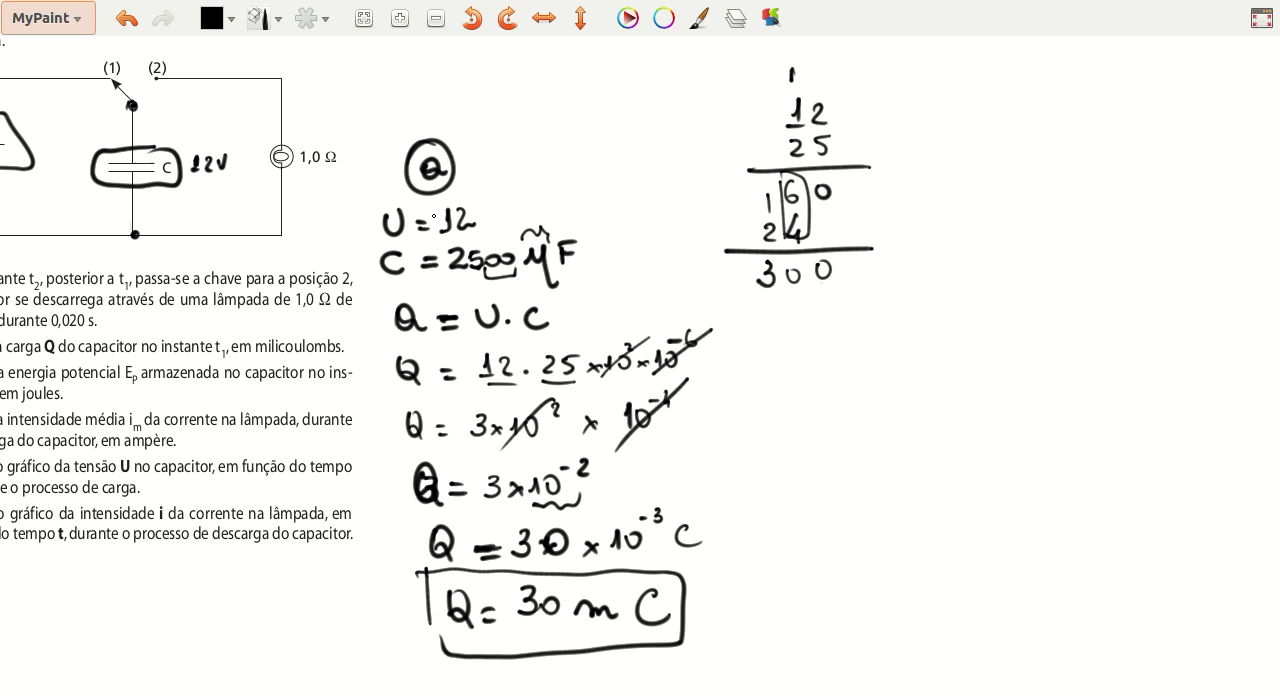 MyPaint
a.
(1) (2)
C 12V
1,0 Ω
ante t2, posterior a t1, passa-se a chave para a posição 2,
or se descarrega através de uma lâmpada de 1,0 Ω de
durante 0,020 s.
a carga Q do capacitor no instante t1, em milicoulombs.
a energia potencial EP armazenada no capacitor no ins-
em joules.
a intensidade média im da corrente na lâmpada, durante
ga do capacitor, em ampère.
o gráfico da tensão U no capacitor, em função do tempo
e o processo de carga.
o gráfico da intensidade i da corrente na lâmpada, em
do tempo t, durante o processo de descarga do capacitor.
Q
U = 12
C = 2500 μF
Q = U . C
Q = 12 . 25 × 10² × 10⁻⁶
Q = 3 × 10² × 10⁻⁴
Q = 3 × 10⁻²
Q = 30 × 10⁻³ C
Q = 30 m C
1
12
25
160
24
300